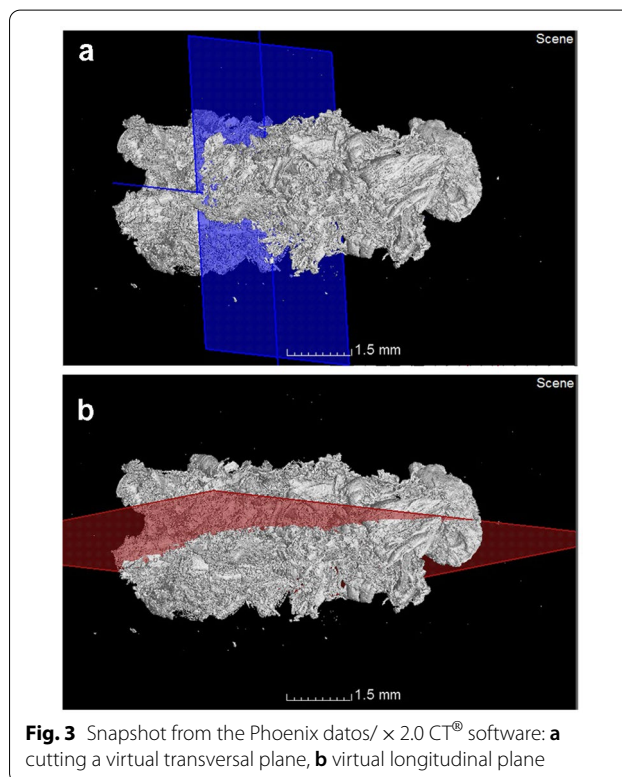 Scene
a
1.5 mm
Scene
b
1.5 mm
Fig. 3 Snapshot from the Phoenix datos/ × 2.0 CT® software: a
cutting a virtual transversal plane, b virtual longitudinal plane